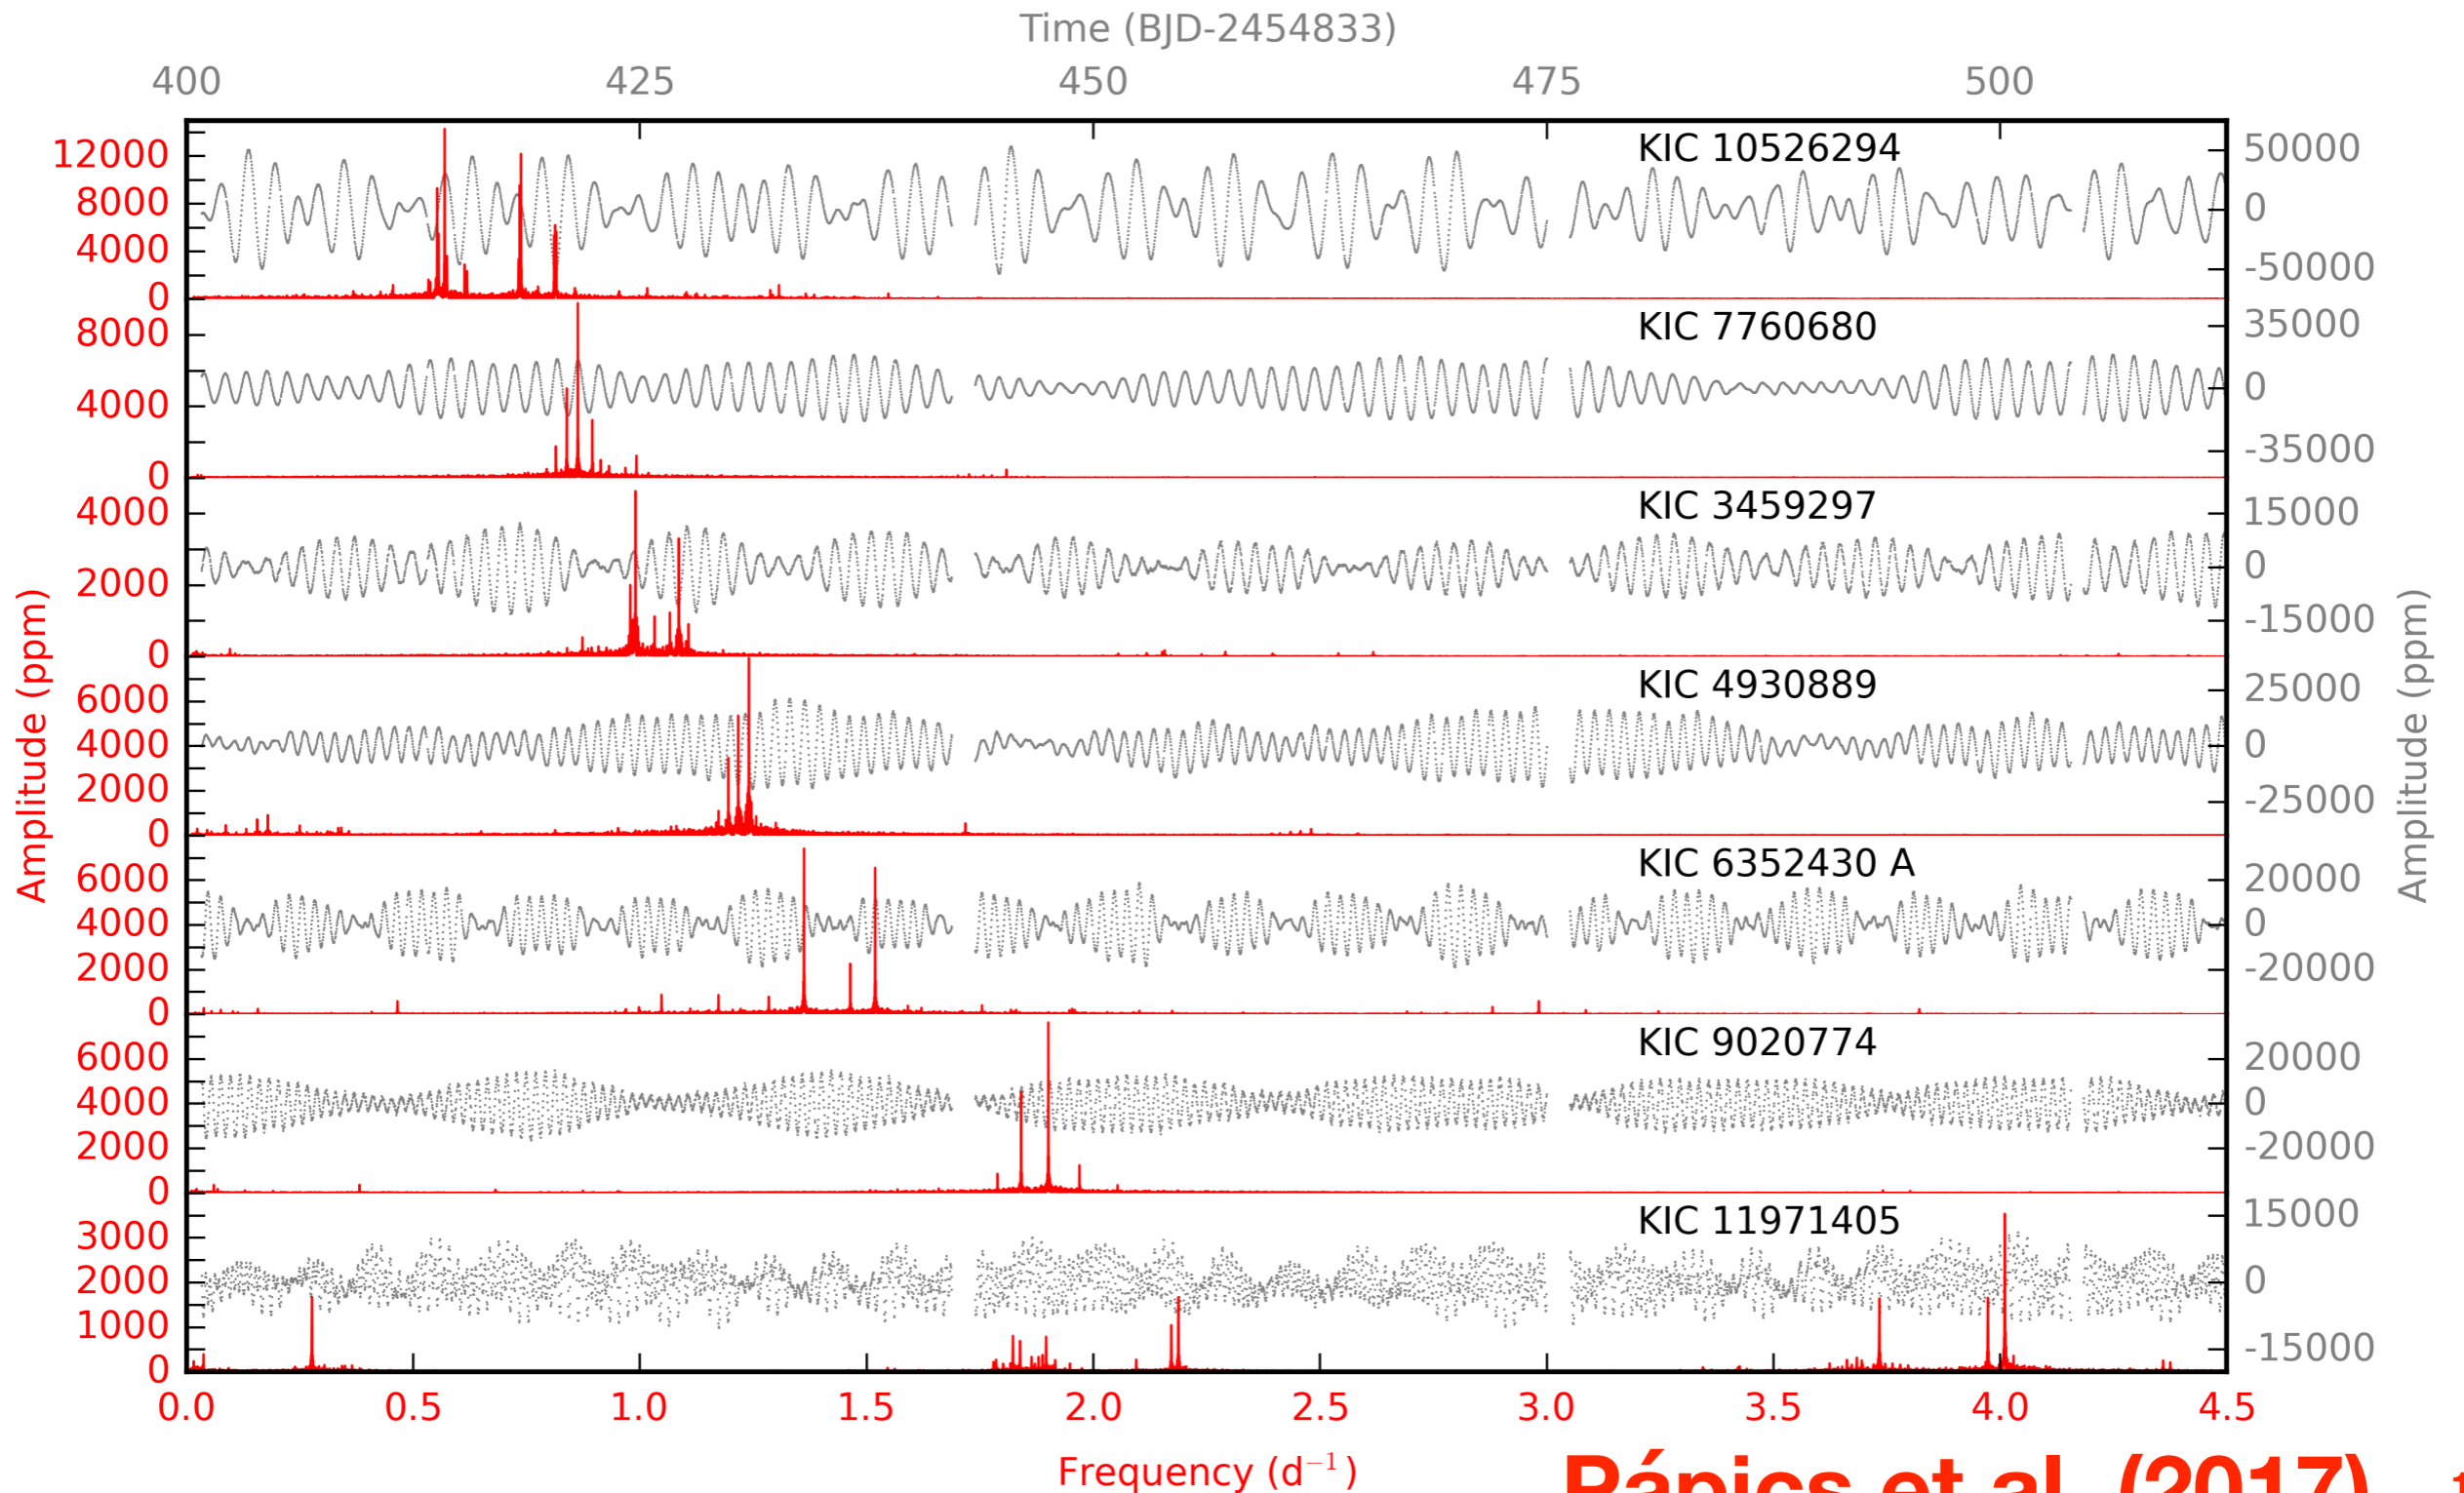 Time (BJD-2454833)
400 425 450 475 500
KIC 10526294
12000 50000
8000 0
4000 -50000
0
KIC 7760680
8000 35000
4000 0
0 -35000
KIC 3459297
4000 15000
2000 0
0 -15000
KIC 4930889
6000 25000
4000 0
2000 -25000
0
KIC 6352430 A
6000 20000
4000 0
2000 -20000
0
KIC 9020774
6000 20000
4000 0
2000 -20000
0
KIC 11971405
3000 15000
2000 0
1000 -15000
0
Amplitude (ppm)
Amplitude (ppm)
0.0 0.5 1.0 1.5 2.0 2.5 3.0 3.5 4.0 4.5
Frequency (d⁻¹)
Pápics et al. (2017)